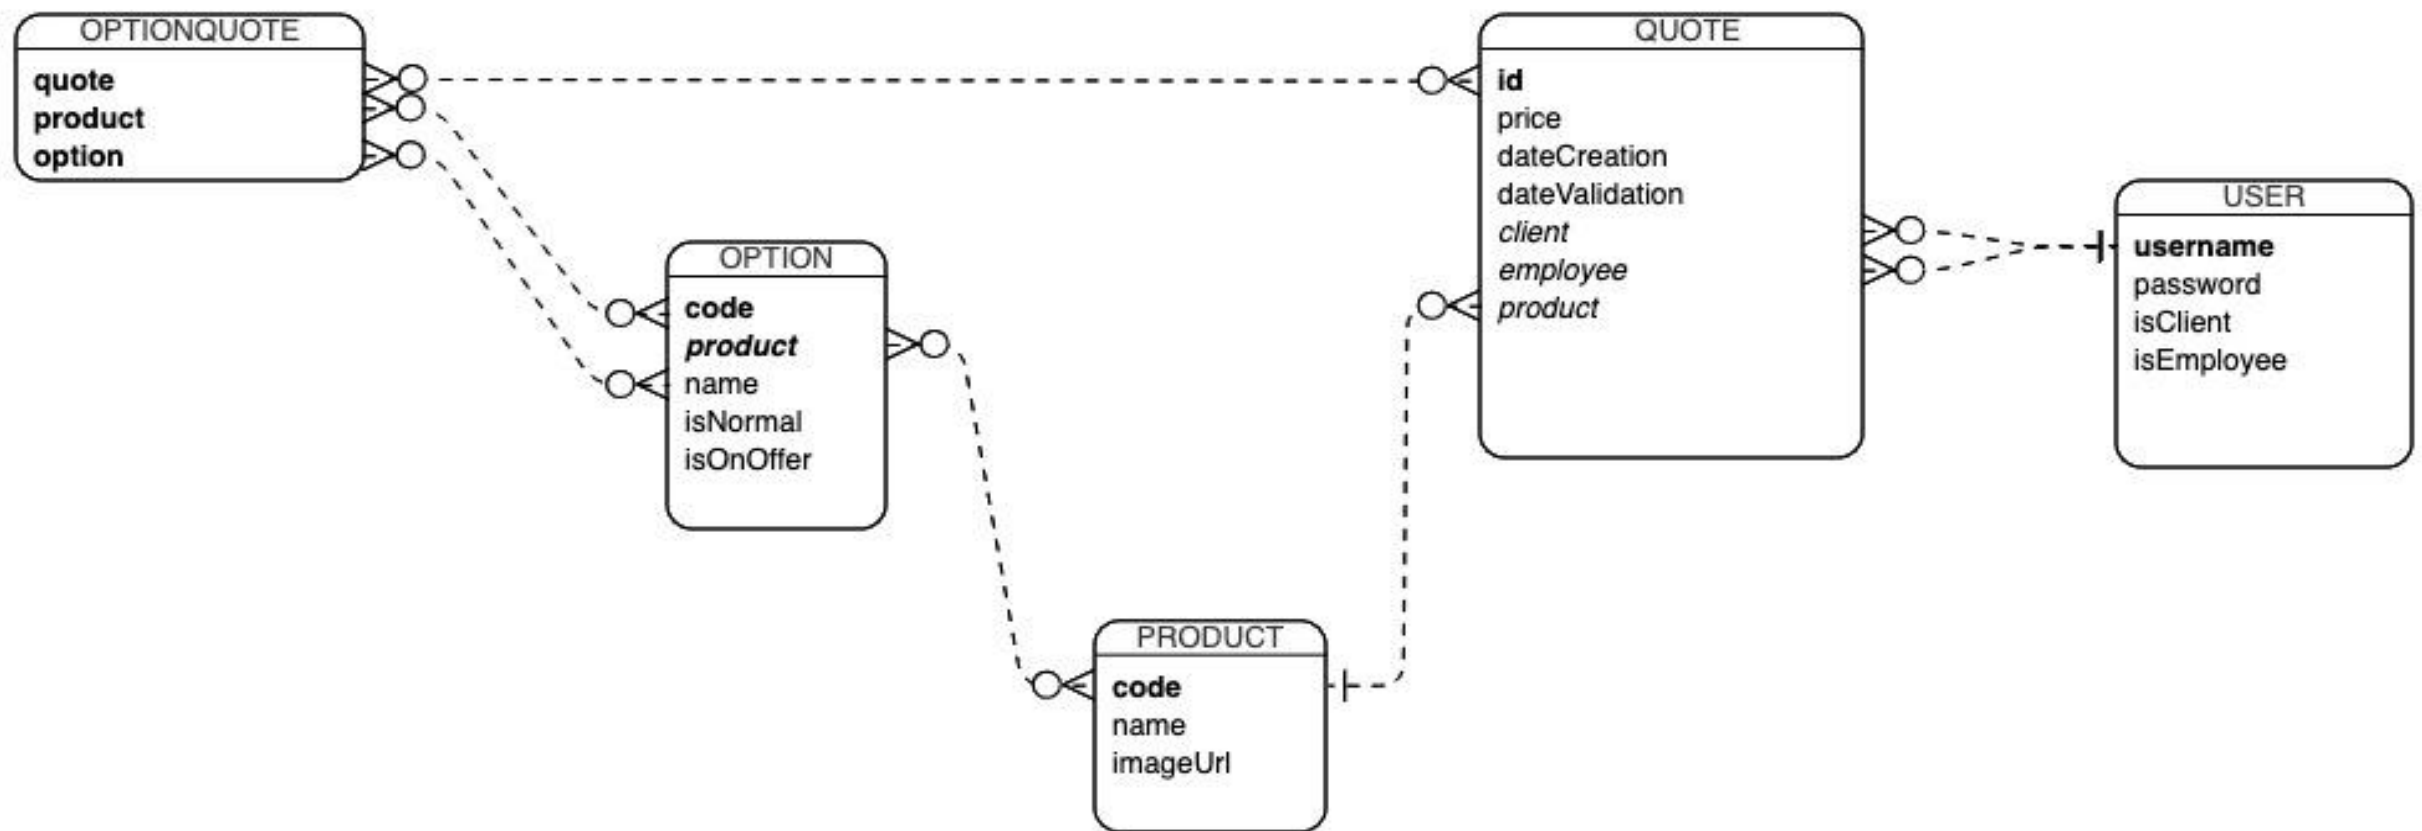 OPTIONQUOTE
quote
product
option
QUOTE
id
price
dateCreation
dateValidation
client
employee
product
USER
username
password
isClient
isEmployee
OPTION
code
product
name
isNormal
isOnOffer
PRODUCT
code
name
imageUrl